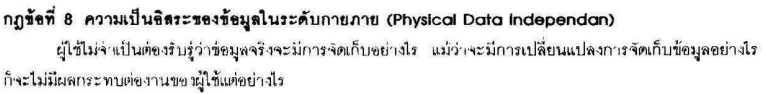 กฎข้อที่ 8 ความเป็นอิสระของข้อมูลในระดับกายภาย (Physical Data Independan)
ผู้ใช้ไม่จำเป็นต้องรับรู้ว่าข้อมูลจริงจะมีการจัดเก็บอย่างไร แม้ว่าจะมีการเปลี่ยนแปลงการจัดเก็บข้อมูลอย่างไร
ก็จะไม่มีผลกระทบต่องานของผู้ใช้แต่อย่างไร